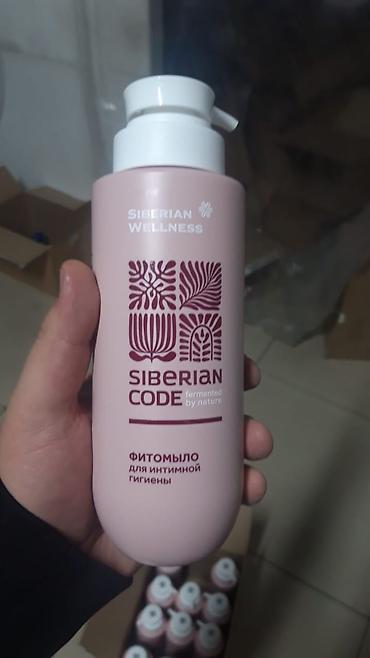 SIBERIAN
WELLNESS
SIBERIAN
CODE fermented
by nature
ФИТОМЫЛО
для интимной
гигиены